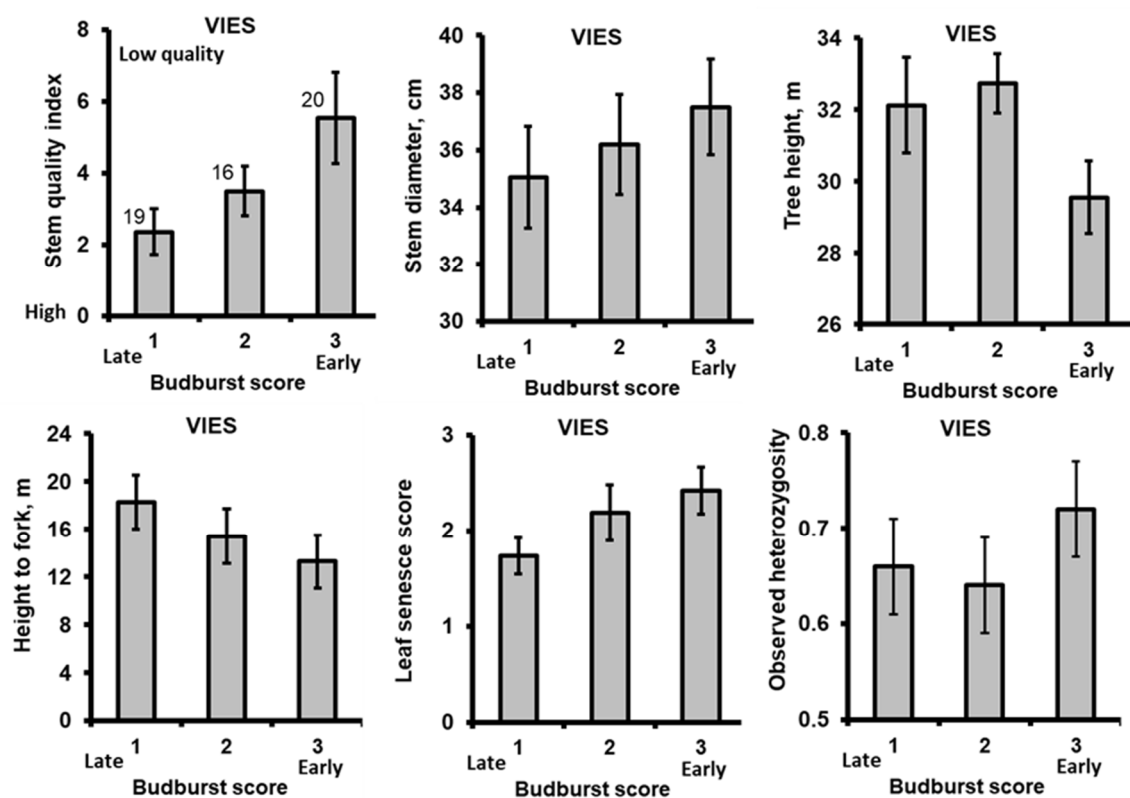 VIES
Low quality
Stem quality index
8
6
4
2
0
High
19
16
20
1
2
3
Late
Early
Budburst score
VIES
Stem diameter, cm
40
38
36
34
32
30
1
2
3
Late
Early
Budburst score
VIES
Tree height, m
34
32
30
28
26
1
2
3
Late
Early
Budburst score
VIES
Height to fork, m
24
20
16
12
8
4
0
1
2
3
Late
Early
Budburst score
VIES
Leaf senesce score
3
2
1
0
1
2
3
Late
Early
Budburst score
VIES
Observed heterozygosity
0.8
0.7
0.6
0.5
1
2
3
Late
Early
Budburst score